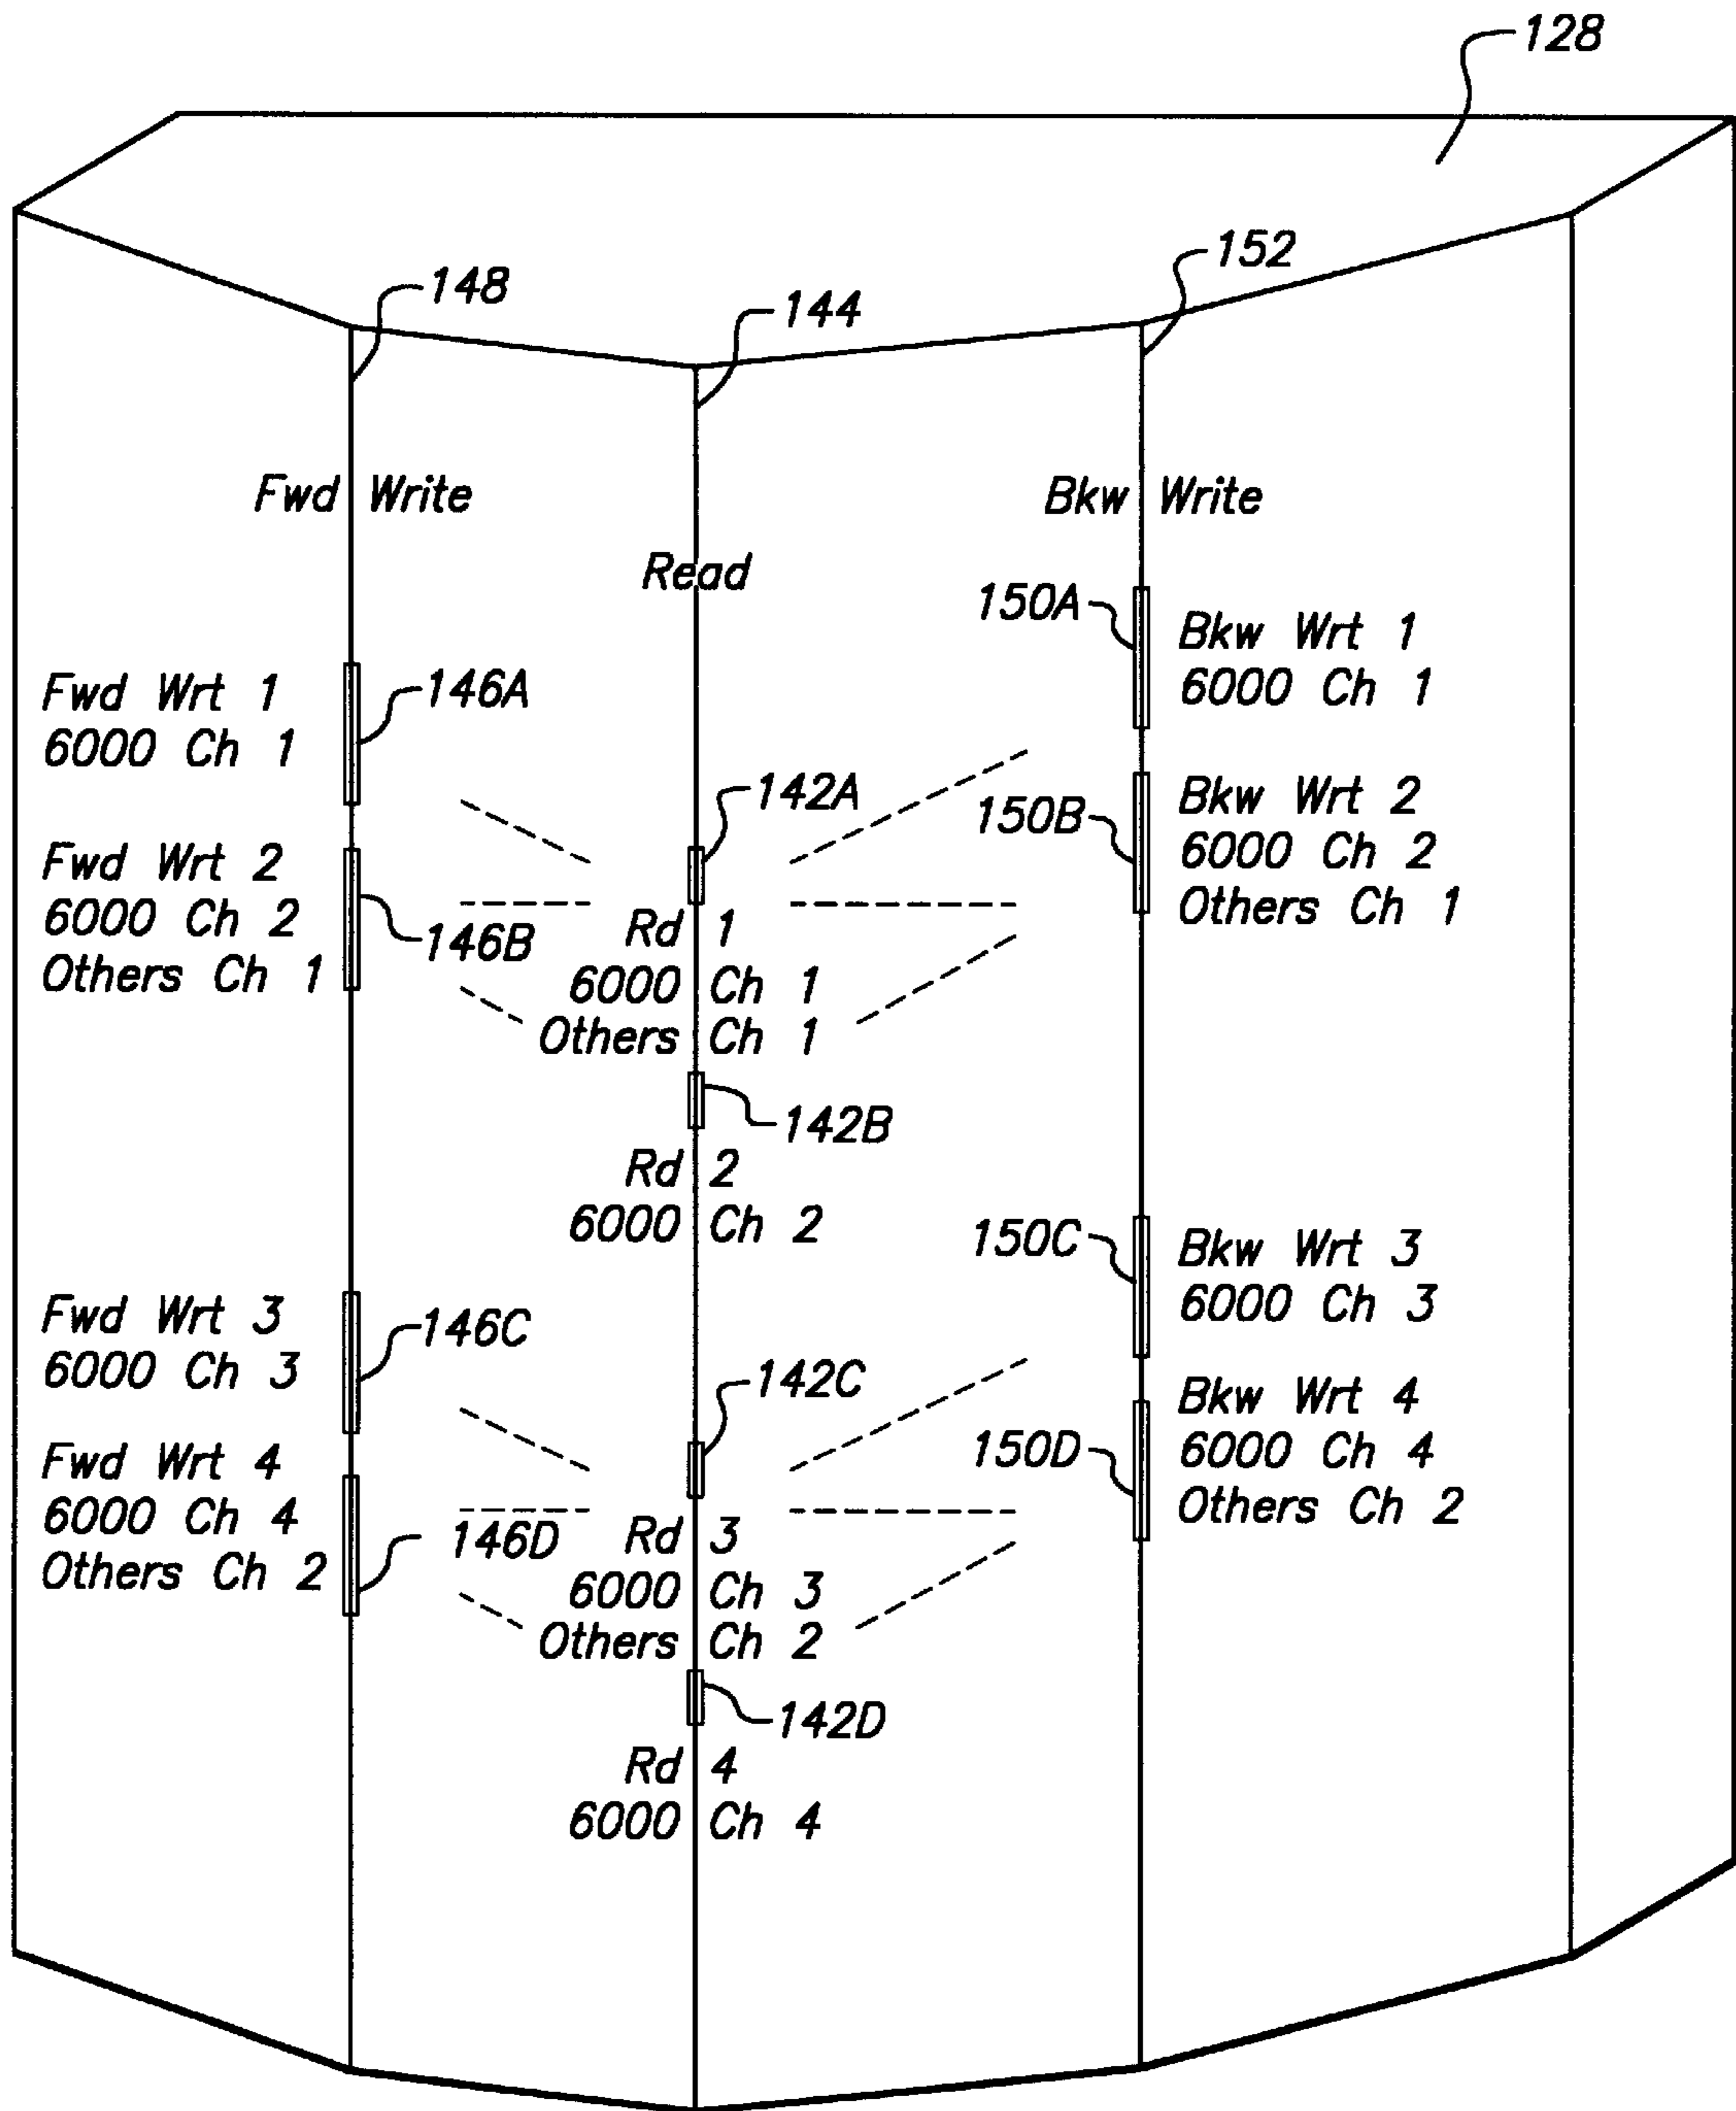 128
152
148
144
Fwd Write
Bkw Write
Read
150A
Bkw Wrt 1
6000 Ch 1
Fwd Wrt 1
6000 Ch 1
146A
142A
150B
Bkw Wrt 2
6000 Ch 2
Others Ch 1
Fwd Wrt 2
6000 Ch 2
Others Ch 1
146B
Rd 1
6000 Ch 1
Others Ch 1
142B
Rd 2
6000 Ch 2
150C
Bkw Wrt 3
6000 Ch 3
Fwd Wrt 3
6000 Ch 3
146C
142C
150D
Bkw Wrt 4
6000 Ch 4
Others Ch 2
Fwd Wrt 4
6000 Ch 4
Others Ch 2
146D
Rd 3
6000 Ch 3
Others Ch 2
142D
Rd 4
6000 Ch 4